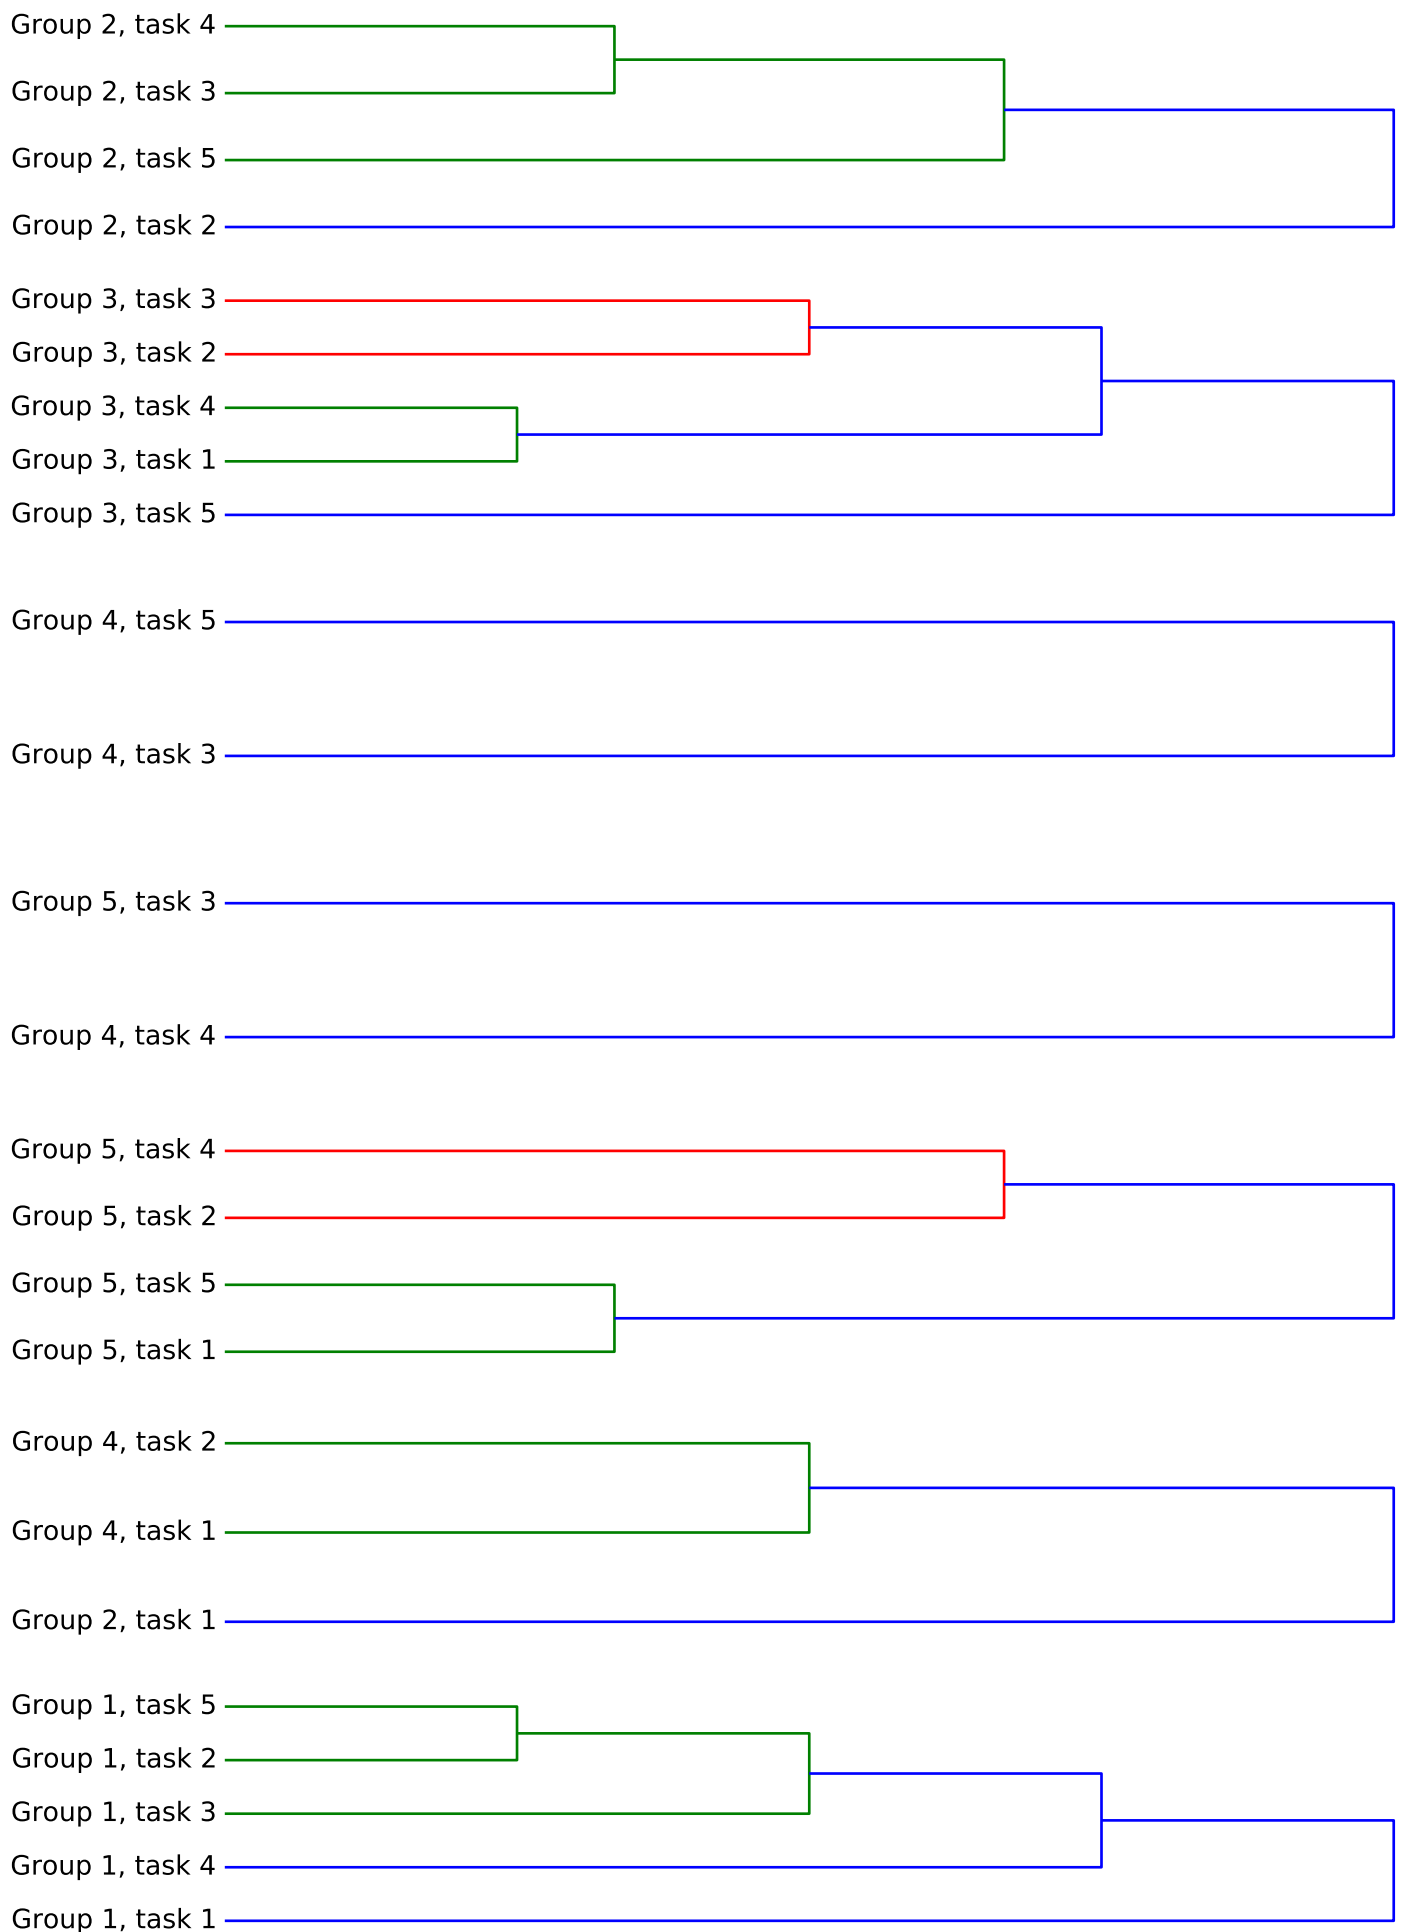 Group 2, task 4
Group 2, task 3
Group 2, task 5
Group 2, task 2
Group 3, task 3
Group 3, task 2
Group 3, task 4
Group 3, task 1
Group 3, task 5
Group 4, task 5
Group 4, task 3
Group 5, task 3
Group 4, task 4
Group 5, task 4
Group 5, task 2
Group 5, task 5
Group 5, task 1
Group 4, task 2
Group 4, task 1
Group 2, task 1
Group 1, task 5
Group 1, task 2
Group 1, task 3
Group 1, task 4
Group 1, task 1